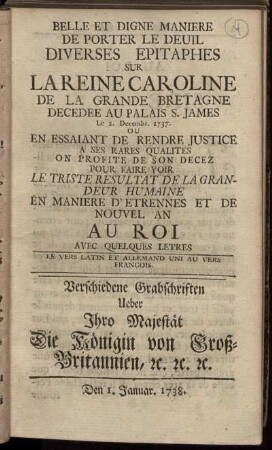 BELLE ET DIGNE MANIERE
DE PORTER LE DEUIL
DIVERSES EPITAPHES
SUR
LA REINE CAROLINE
DE LA GRANDE BRETAGNE
DECEDEE AU PALAIS S. JAMES
Le 2. Decembr. 1737.
OU
EN ESSAIANT DE RENDRE JUSTICE
A SES RARES QUALITES
ON PROFITE DE SON DECEZ
POUR FAIRE VOIR
LE TRISTE RESULTAT DE LA GRAN-
DEUR HUMAINE
EN MANIERE D'ETRENNES ET DE
NOUVEL AN
AU ROI
AVEC QUELQUES LETRES
LE VERS LATIN ET ALLEMAND UNI AU VERS
FRANCOIS.
Verschiedene Grabschriften
Ueber
Ihro Majestät
Die Königin von Groß-
Britannien, ꝛc. ꝛc. ꝛc.
Den 1. Januar. 1738.